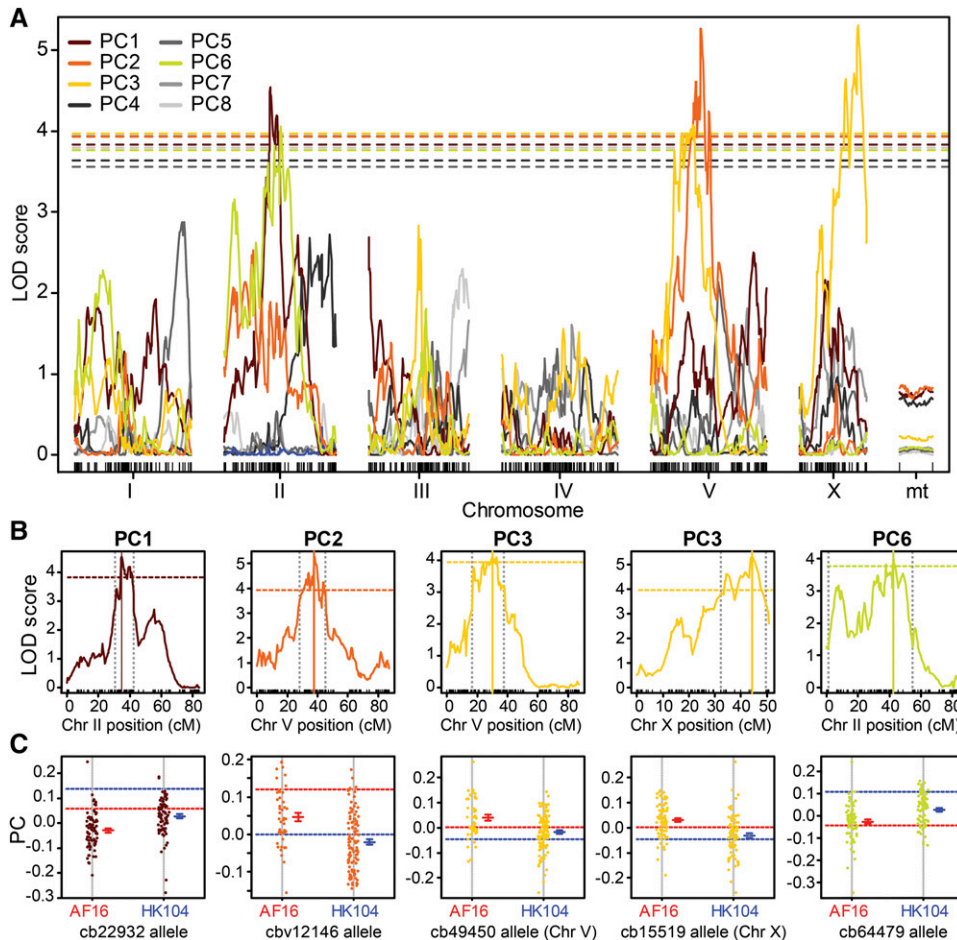 A
PC1 PC5
PC2 PC6
PC3 PC7
PC4 PC8
LOD score
5
4
3
2
1
0
I II III IV V X mt
Chromosome
B
PC1 PC2 PC3 PC3 PC6
LOD score
4
3
2
1
0
0 20 40 60 80
Chr II position (cM)
5
4
3
2
1
0
0 20 40 60 80
Chr V position (cM)
4
3
2
1
0
0 20 40 60 80
Chr V position (cM)
5
4
3
2
1
0
0 10 20 30 40 50
Chr X position (cM)
4
3
2
1
0
0 20 40 60 80
Chr II position (cM)
C
PC
0.2
0.1
0.0
-0.1
-0.3
AF16 HK104
cb22932 allele
0.2
0.1
0.0
-0.1
AF16 HK104
cbv12146 allele
0.2
0.1
0.0
-0.1
-0.2
AF16 HK104
cb49450 allele (Chr V)
0.2
0.1
0.0
-0.1
-0.2
AF16 HK104
cb15519 allele (Chr X)
0.2
0.1
0.0
-0.1
-0.3
AF16 HK104
cb64479 allele